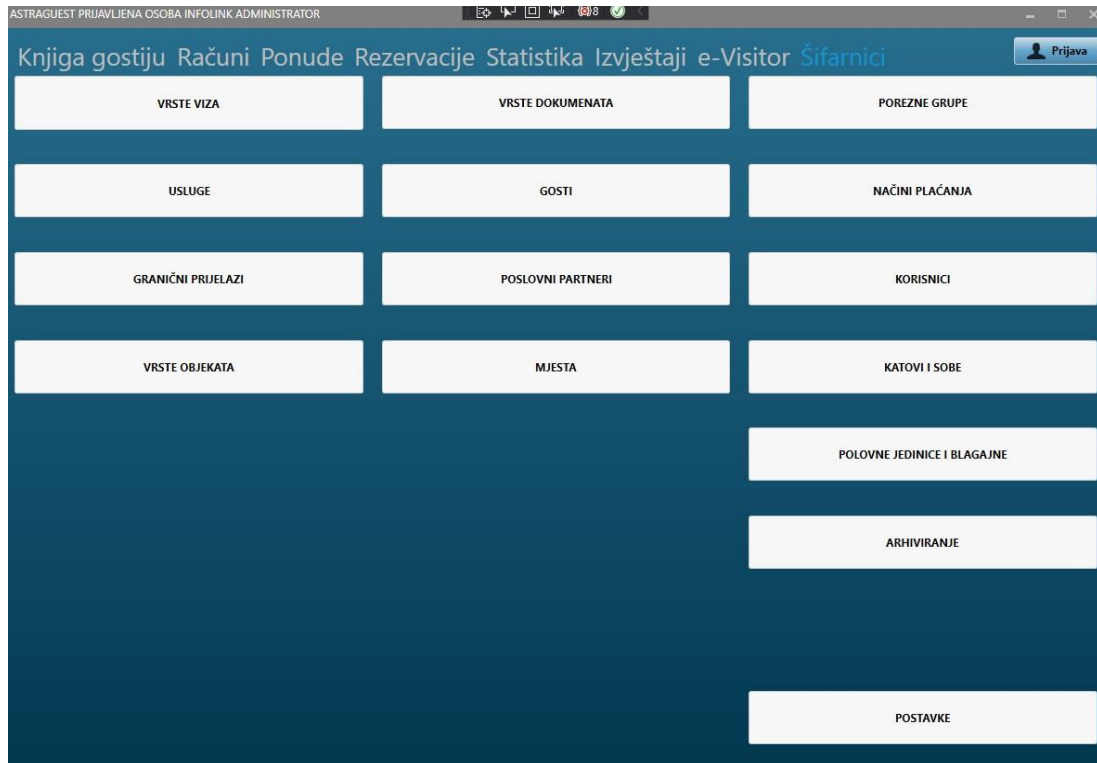 ASTRAGUEST PRIJAVLJENA OSOBA INFOLINK ADMINISTRATOR
8
Knjiga gostiju Računi Ponude Rezervacije Statistika Izvještaji e-Visitor Šifarnici
Prijava
VRSTE VIZA VRSTE DOKUMENATA POREZNE GRUPE
USLUGE GOSTI NAČINI PLAĆANJA
GRANIČNI PRIJELAZI POSLOVNI PARTNERI KORISNICI
VRSTE OBJEKATA MJESTA KATOVI I SOBE
POLOVNE JEDINICE I BLAGAJNE
ARHIVIRANJE
POSTAVKE